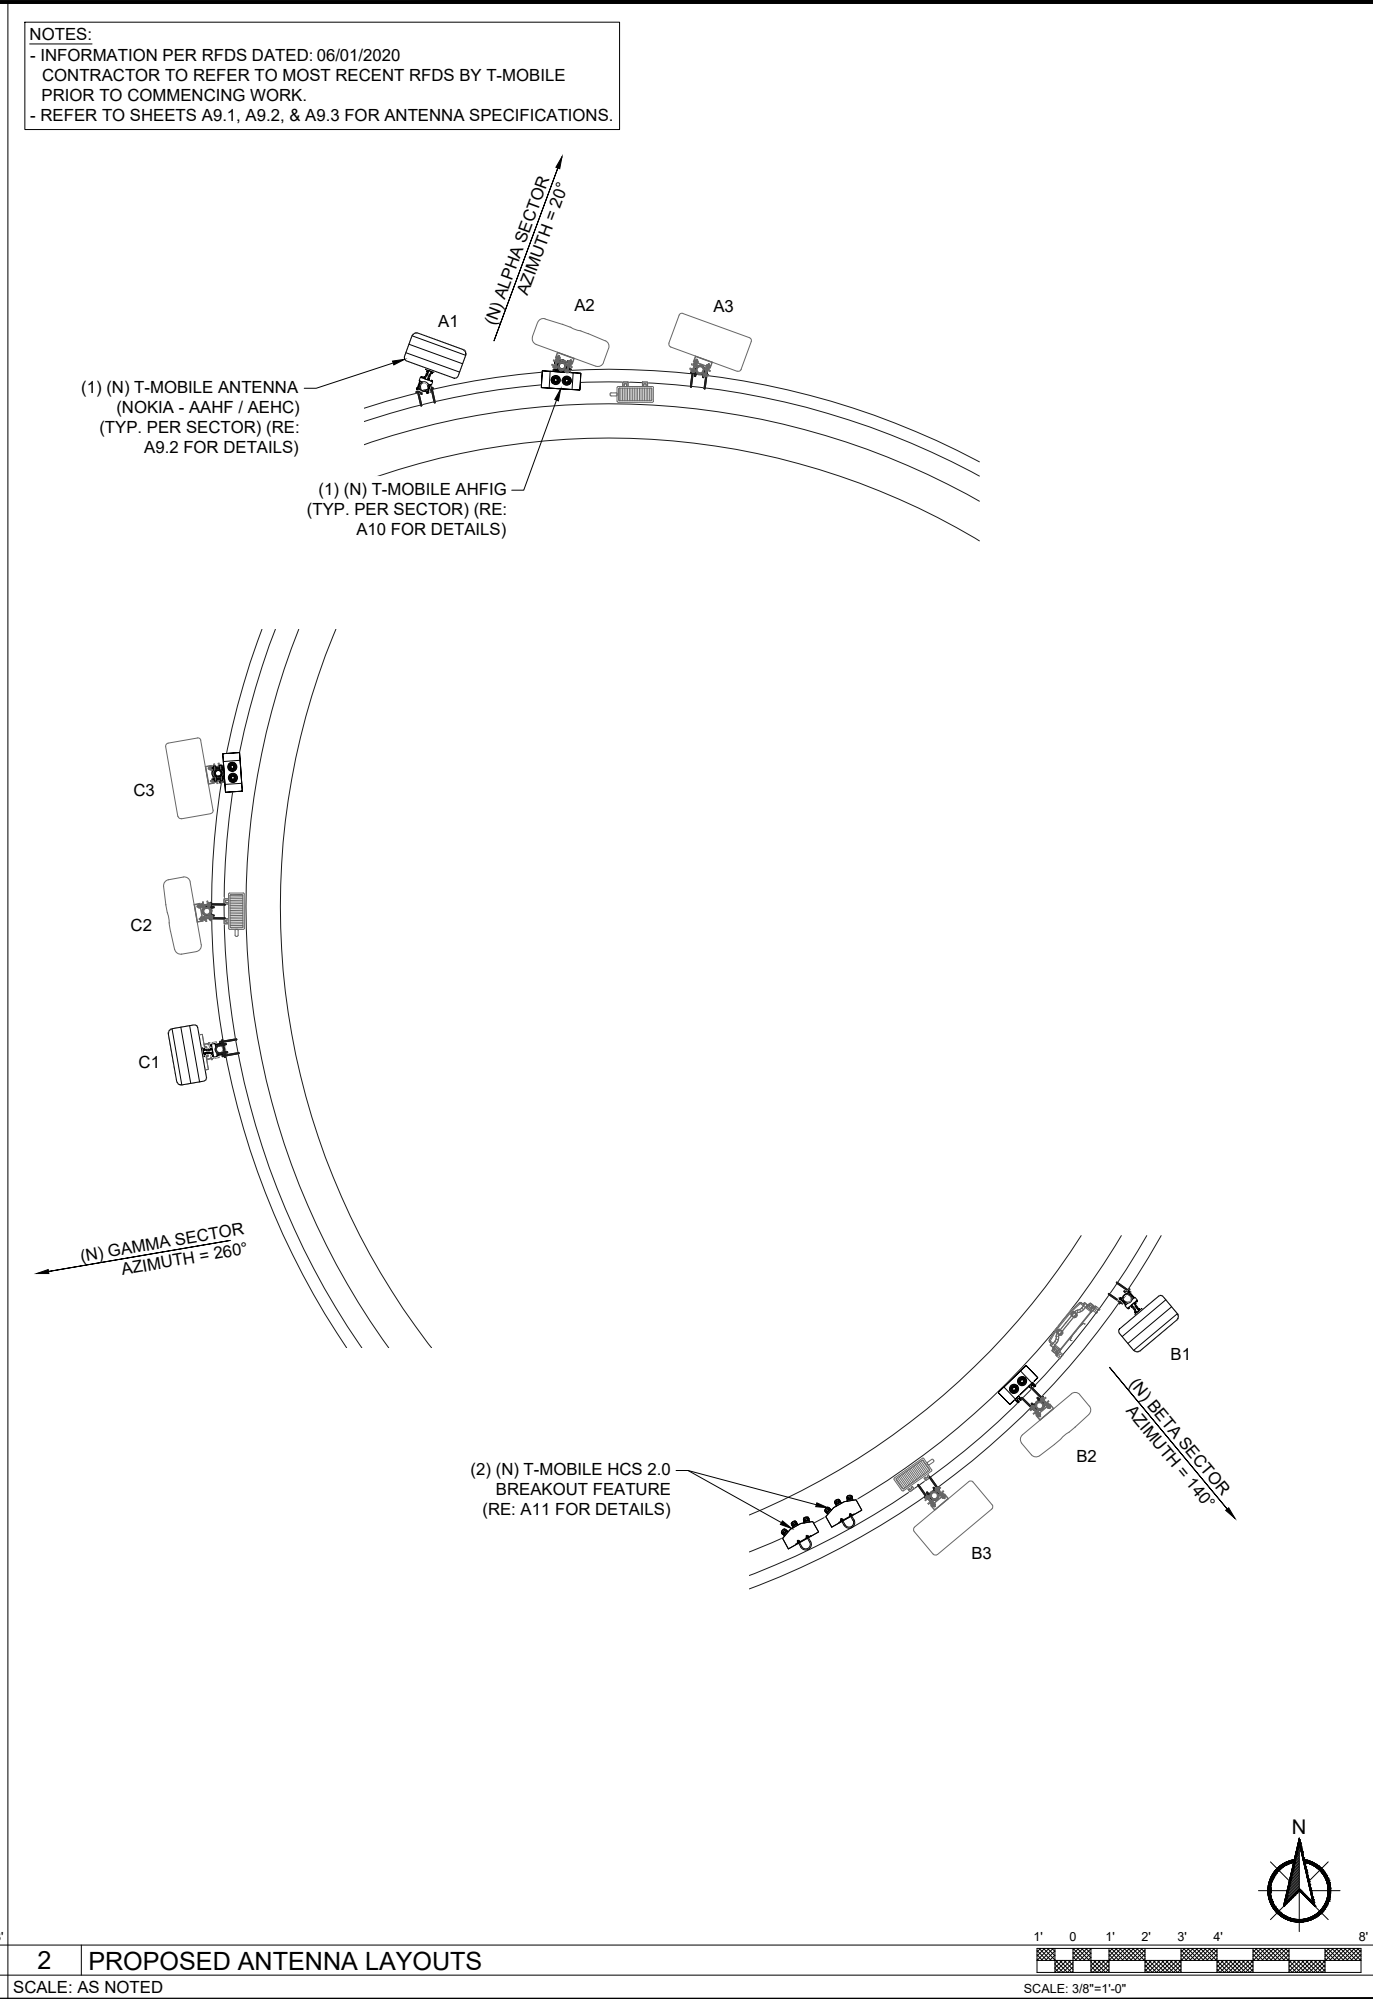 NOTES:
- INFORMATION PER RFDS DATED: 06/01/2020
CONTRACTOR TO REFER TO MOST RECENT RFDS BY T-MOBILE
PRIOR TO COMMENCING WORK.
- REFER TO SHEETS A9.1, A9.2, & A9.3 FOR ANTENNA SPECIFICATIONS.
(N) ALPHA SECTOR
AZIMUTH = 20°
A1
A2
A3
(1) (N) T-MOBILE ANTENNA
(NOKIA - AAHF / AEHC)
(TYP. PER SECTOR) (RE:
A9.2 FOR DETAILS)
(1) (N) T-MOBILE AHFIG
(TYP. PER SECTOR) (RE:
A10 FOR DETAILS)
C3
C2
C1
(N) GAMMA SECTOR
AZIMUTH = 260°
B1
(N) BETA SECTOR
AZIMUTH = 140°
B2
B3
(2) (N) T-MOBILE HCS 2.0
BREAKOUT FEATURE
(RE: A11 FOR DETAILS)
N
1' 0 1' 2' 3' 4' 8'
2 PROPOSED ANTENNA LAYOUTS
SCALE: AS NOTED
SCALE: 3/8"=1'-0"